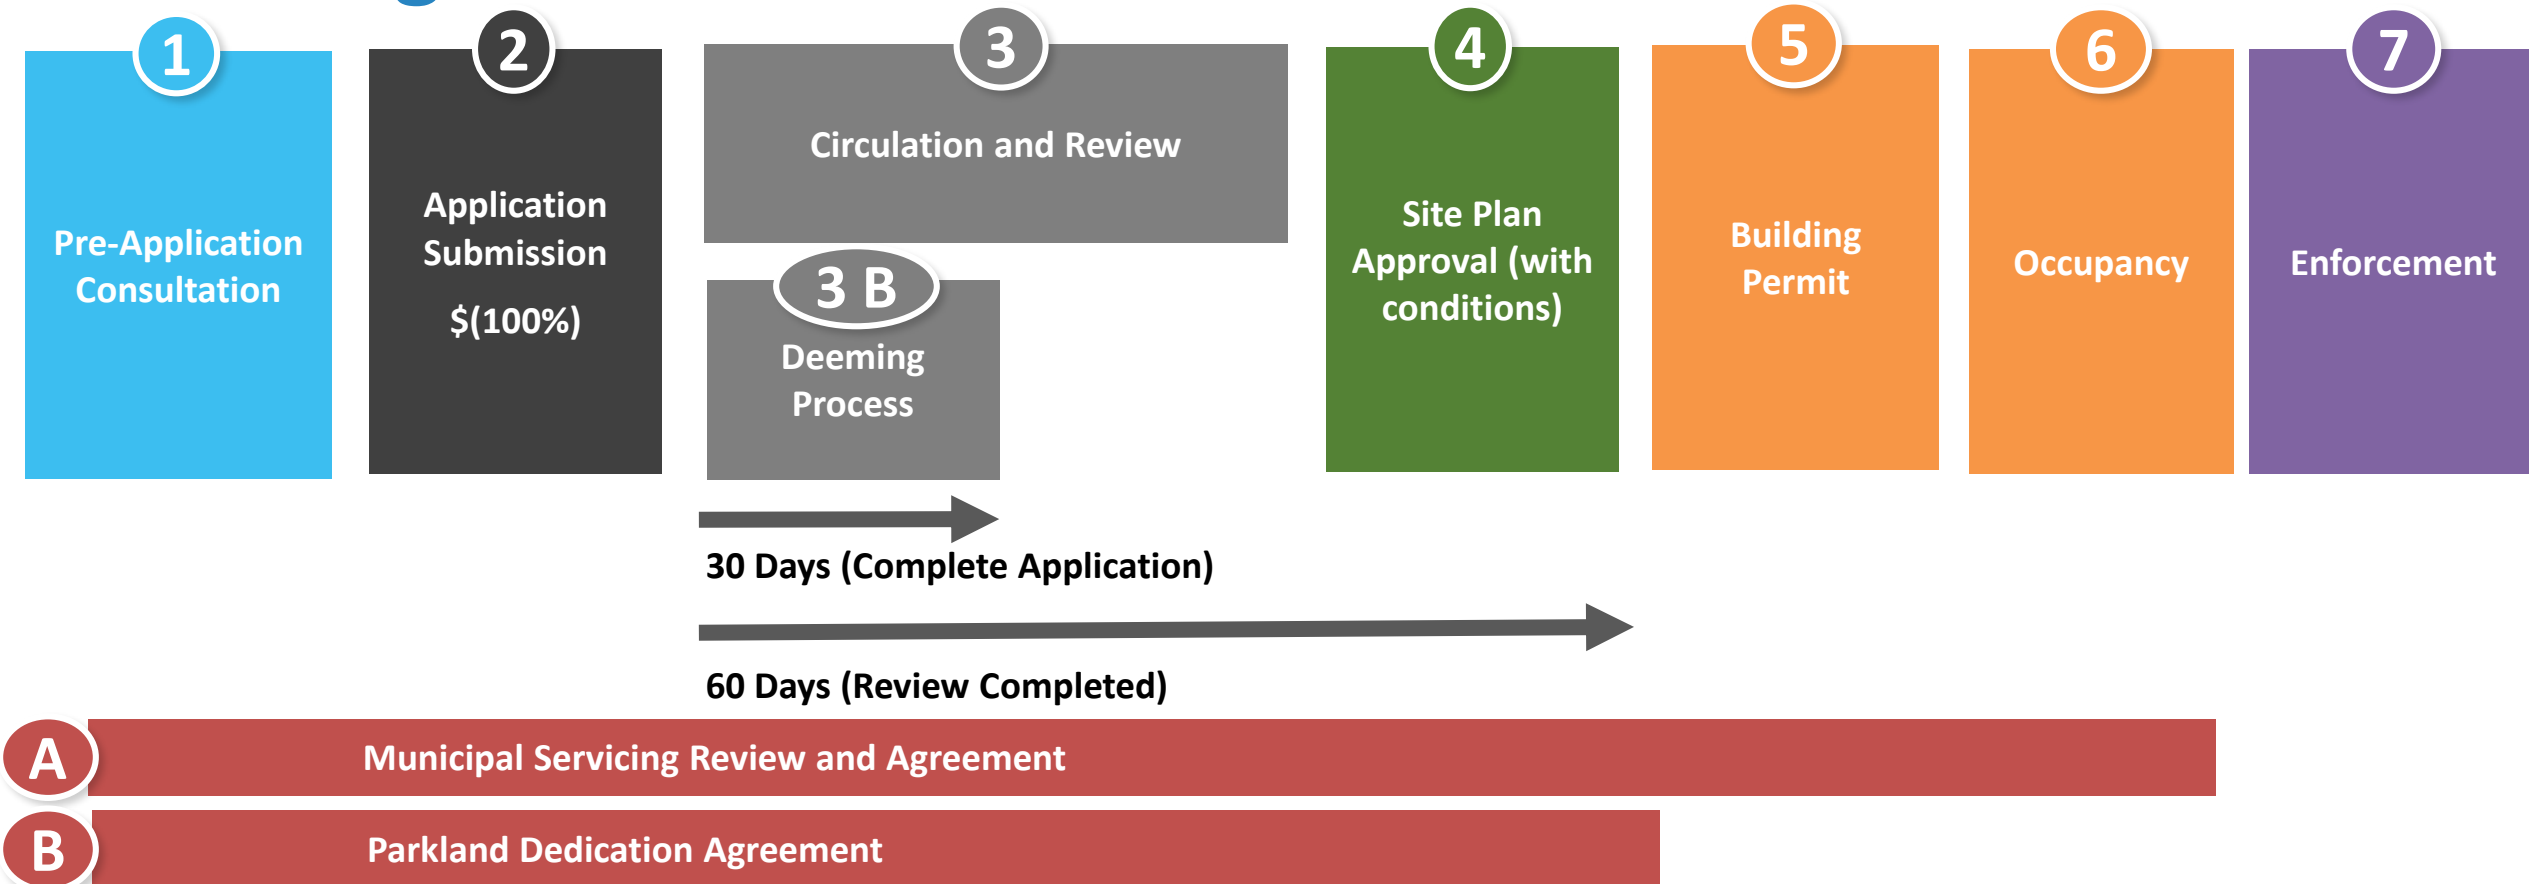 1
Pre-Application
Consultation
2
Application
Submission
$(100%)
3
Circulation and Review
3 B
Deeming
Process
4
Site Plan
Approval (with
conditions)
5
Building
Permit
6
Occupancy
7
Enforcement
30 Days (Complete Application)
60 Days (Review Completed)
A
Municipal Servicing Review and Agreement
B
Parkland Dedication Agreement